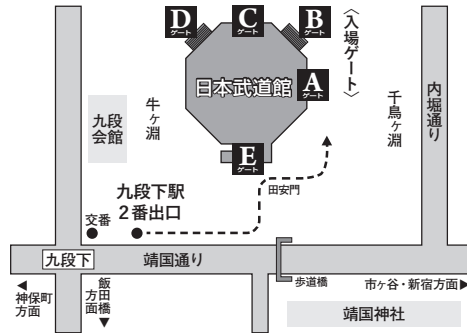 D
ゲート
C
ゲート
B
ゲート
〈入場ゲート〉
日本武道館
A
ゲート
内堀通り
牛ヶ淵
千鳥ヶ淵
九段
会館
E
ゲート
田安門
九段下駅
2番出口
交番
九段下
靖国通り
歩道橋
神保町
方面
飯田橋
方面
市ヶ谷・新宿方面
靖国神社